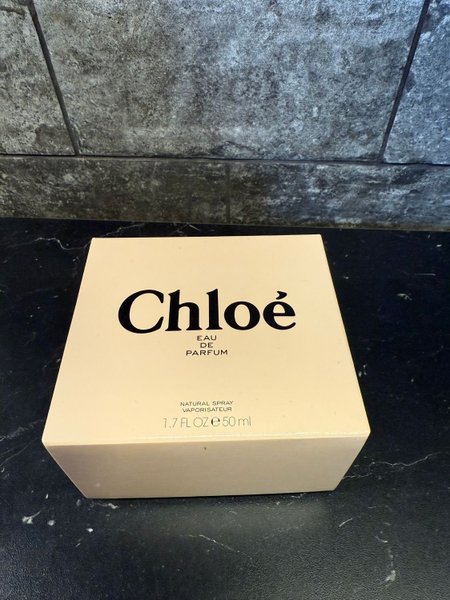 Chloé
EAU
DE
PARFUM
NATURAL SPRAY
VAPORISATEUR
1.7 FL OZ ℮ 50 ml